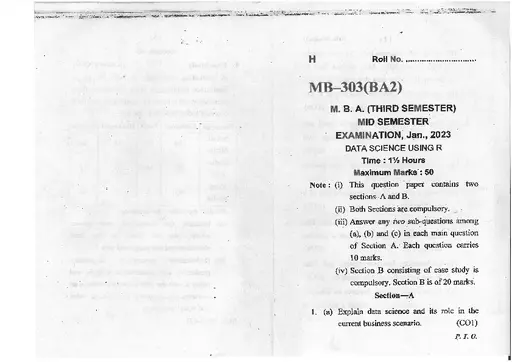 H Roll No. ..............................
MB–303(BA2)
M. B. A. (THIRD SEMESTER)
MID SEMESTER
EXAMINATION, Jan., 2023
DATA SCIENCE USING R
Time : 1½ Hours
Maximum Marks : 50
Note : (i) This question paper contains two
sections A and B.
(ii) Both Sections are compulsory.
(iii) Answer any two sub-questions among
(a), (b) and (c) in each main question
of Section A. Each question carries
10 marks.
(iv) Section B consisting of case study is
compulsory. Section B is of 20 marks.
Section—A
1. (a) Explain data science and its role in the
current business scenario. (CO1)
P. T. O.